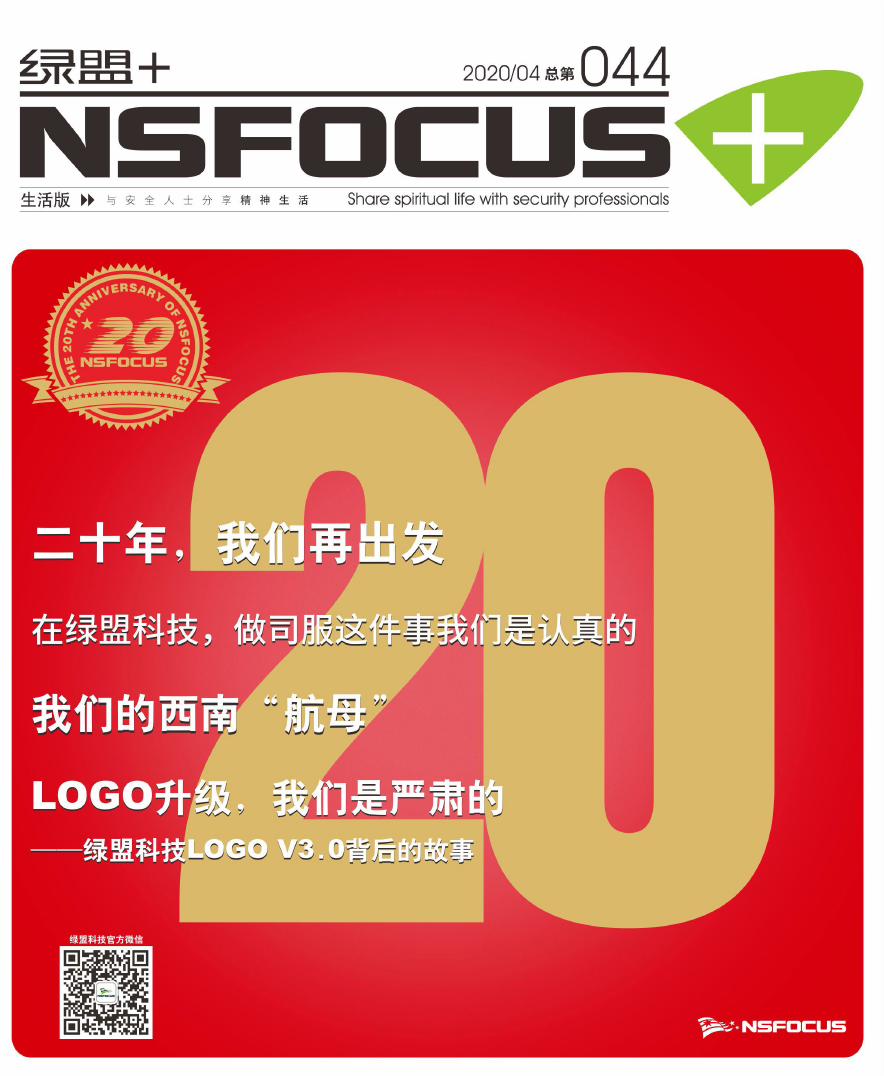 绿盟+
2020/04 总第044
NSFOCUS+
生活版 与安全人士分享精神生活 Share spiritual life with security professionals
THE 20TH ANNIVERSARY OF NSFOCUS
20
NSFOCUS
20
二十年，我们再出发
在绿盟科技，做司服这件事我们是认真的
我们的西南“航母”
LOGO升级，我们是严肃的
——绿盟科技LOGO V3.0背后的故事
绿盟科技官方微信
NSFOCUS